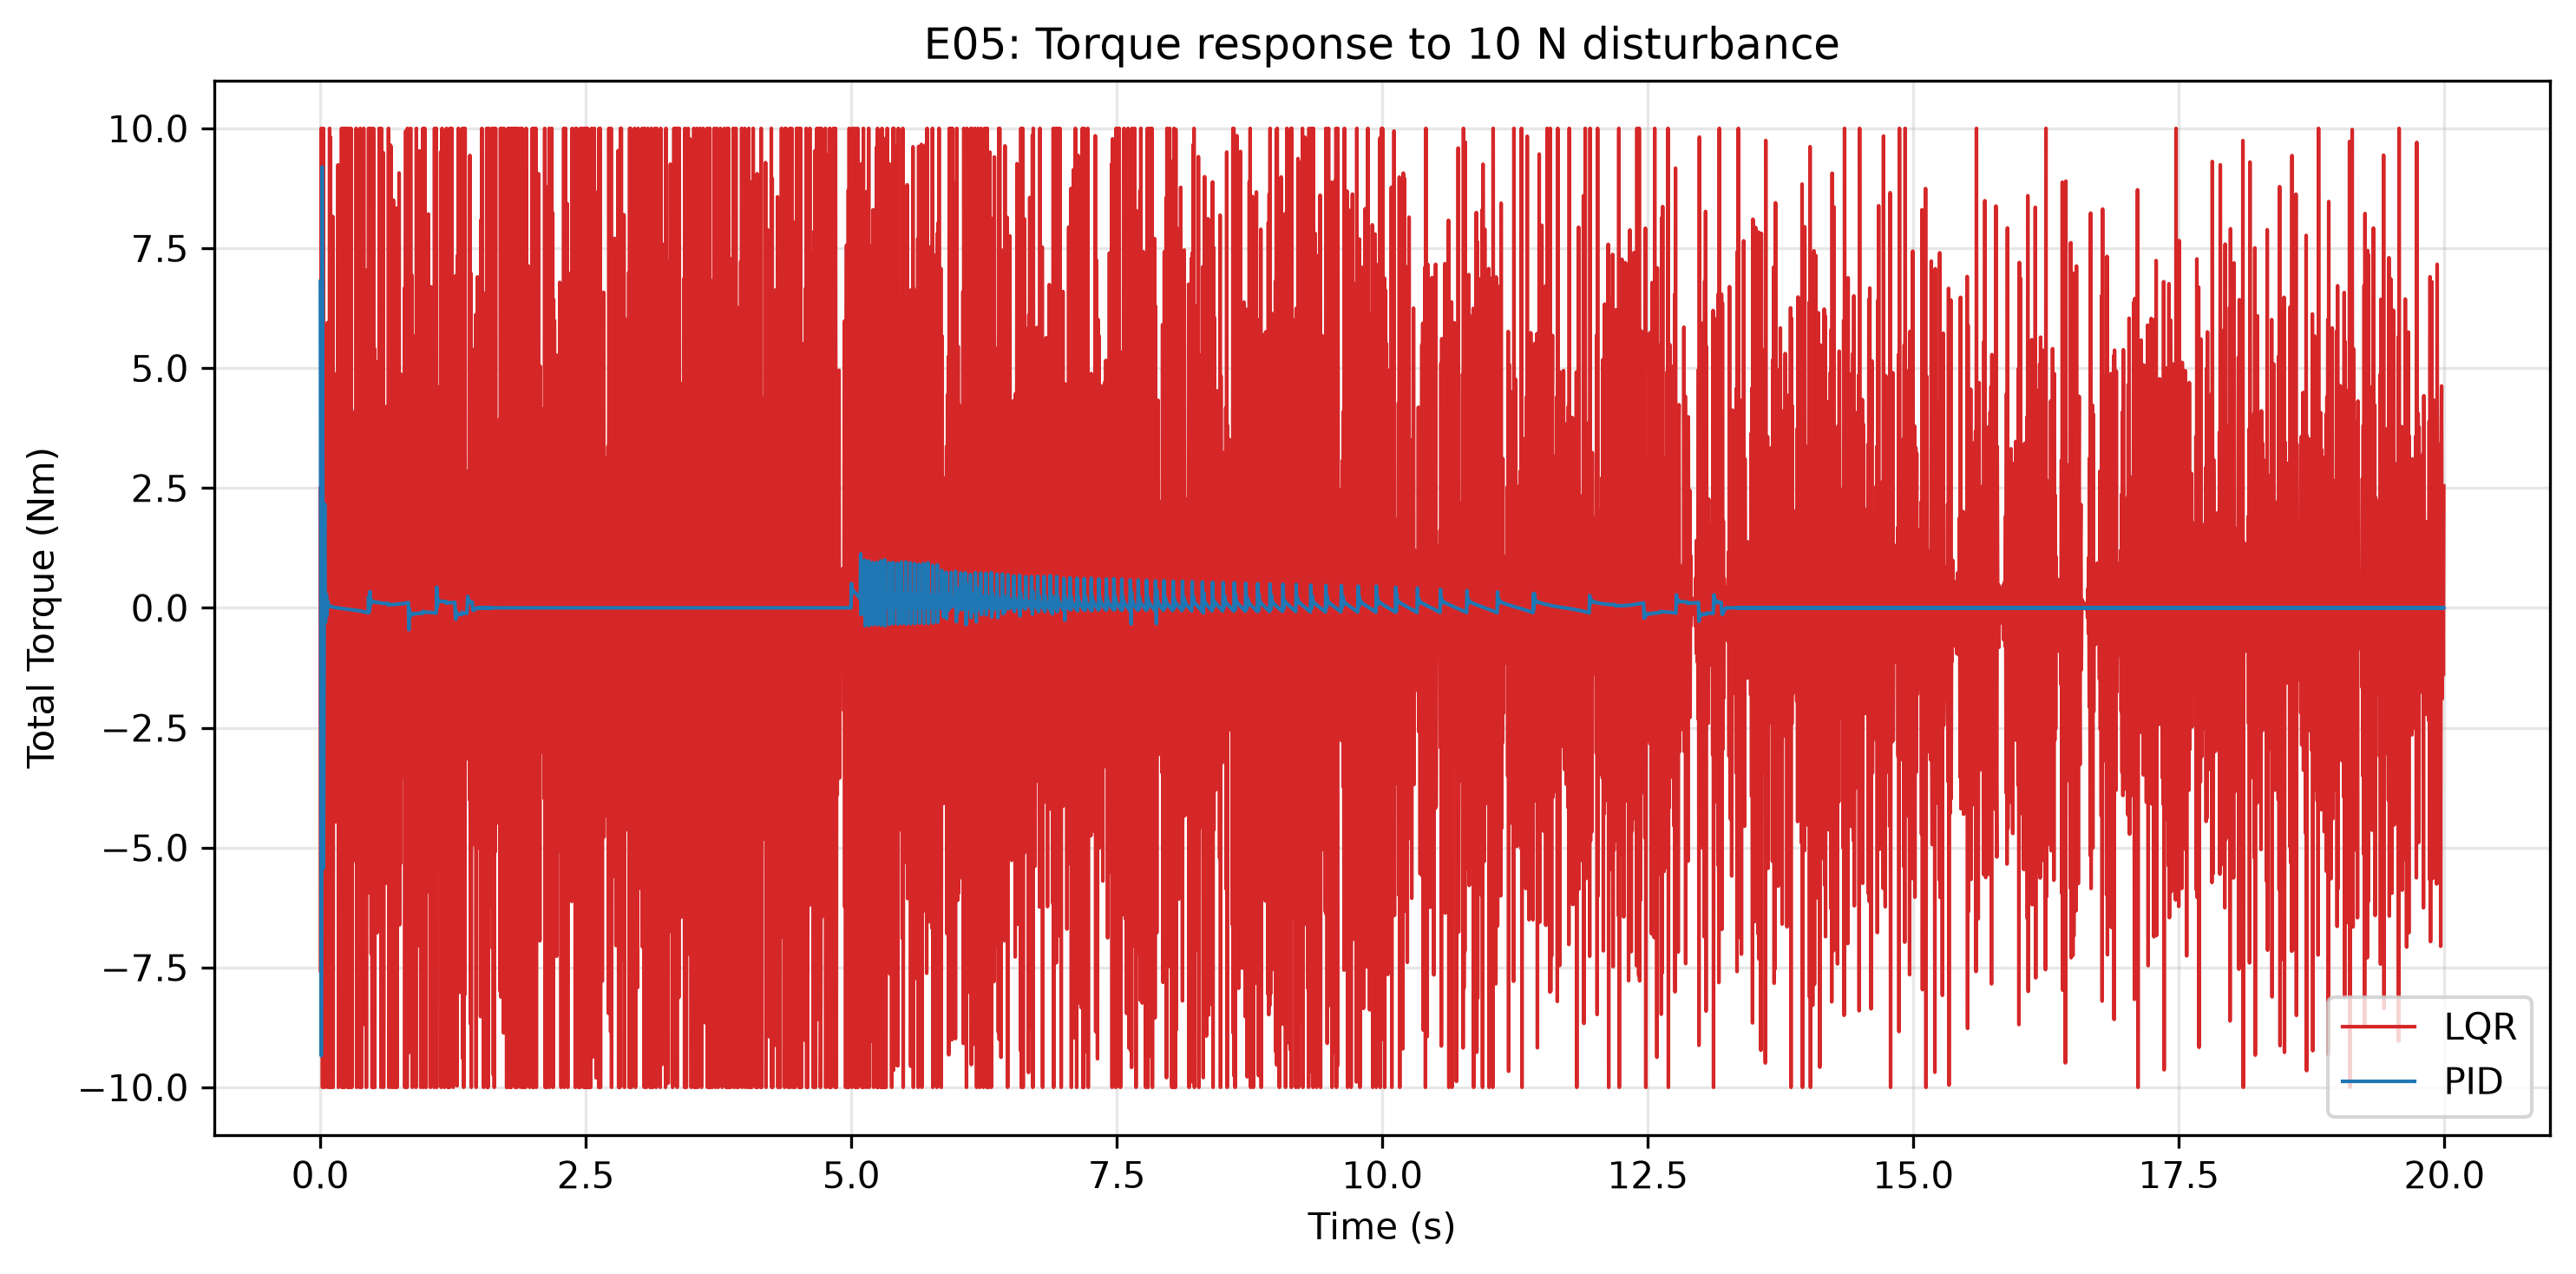 E05: Torque response to 10 N disturbance
Total Torque (Nm)
10.0
7.5
5.0
2.5
0.0
−2.5
−5.0
−7.5
−10.0
LQR
PID
0.0 2.5 5.0 7.5 10.0 12.5 15.0 17.5 20.0
Time (s)